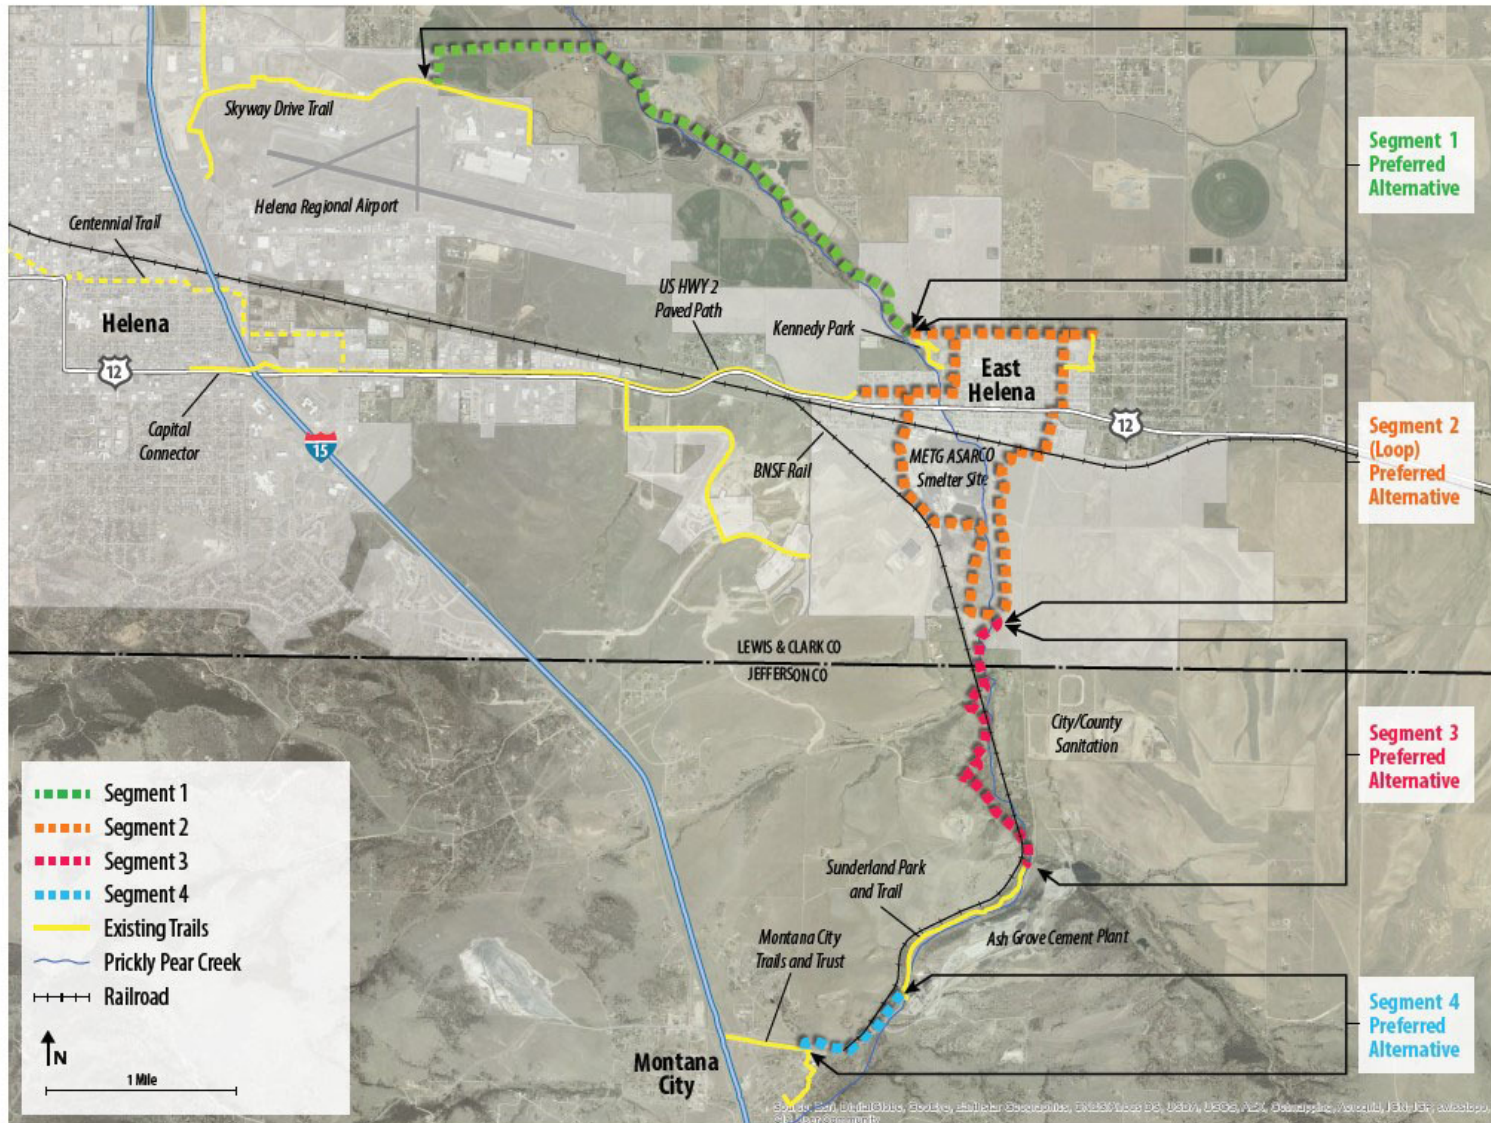 Skyway Drive Trail
Segment 1
Preferred
Alternative
Helena Regional Airport
Centennial Trail
US HWY 2
Paved Path
Helena
Kennedy Park
East
Helena
12
Capital
Connector
15
BNSF Rail
METG ASARCO
Smelter Site
12
Segment 2
(Loop)
Preferred
Alternative
LEWIS & CLARK CO
JEFFERSON CO
City/County
Sanitation
Segment 3
Preferred
Alternative
Segment 1
Segment 2
Segment 3
Segment 4
Existing Trails
Prickly Pear Creek
Railroad
N
1 Mile
Sunderland Park
and Trail
Ash Grove Cement Plant
Montana City
Trails and Trust
Montana
City
Segment 4
Preferred
Alternative